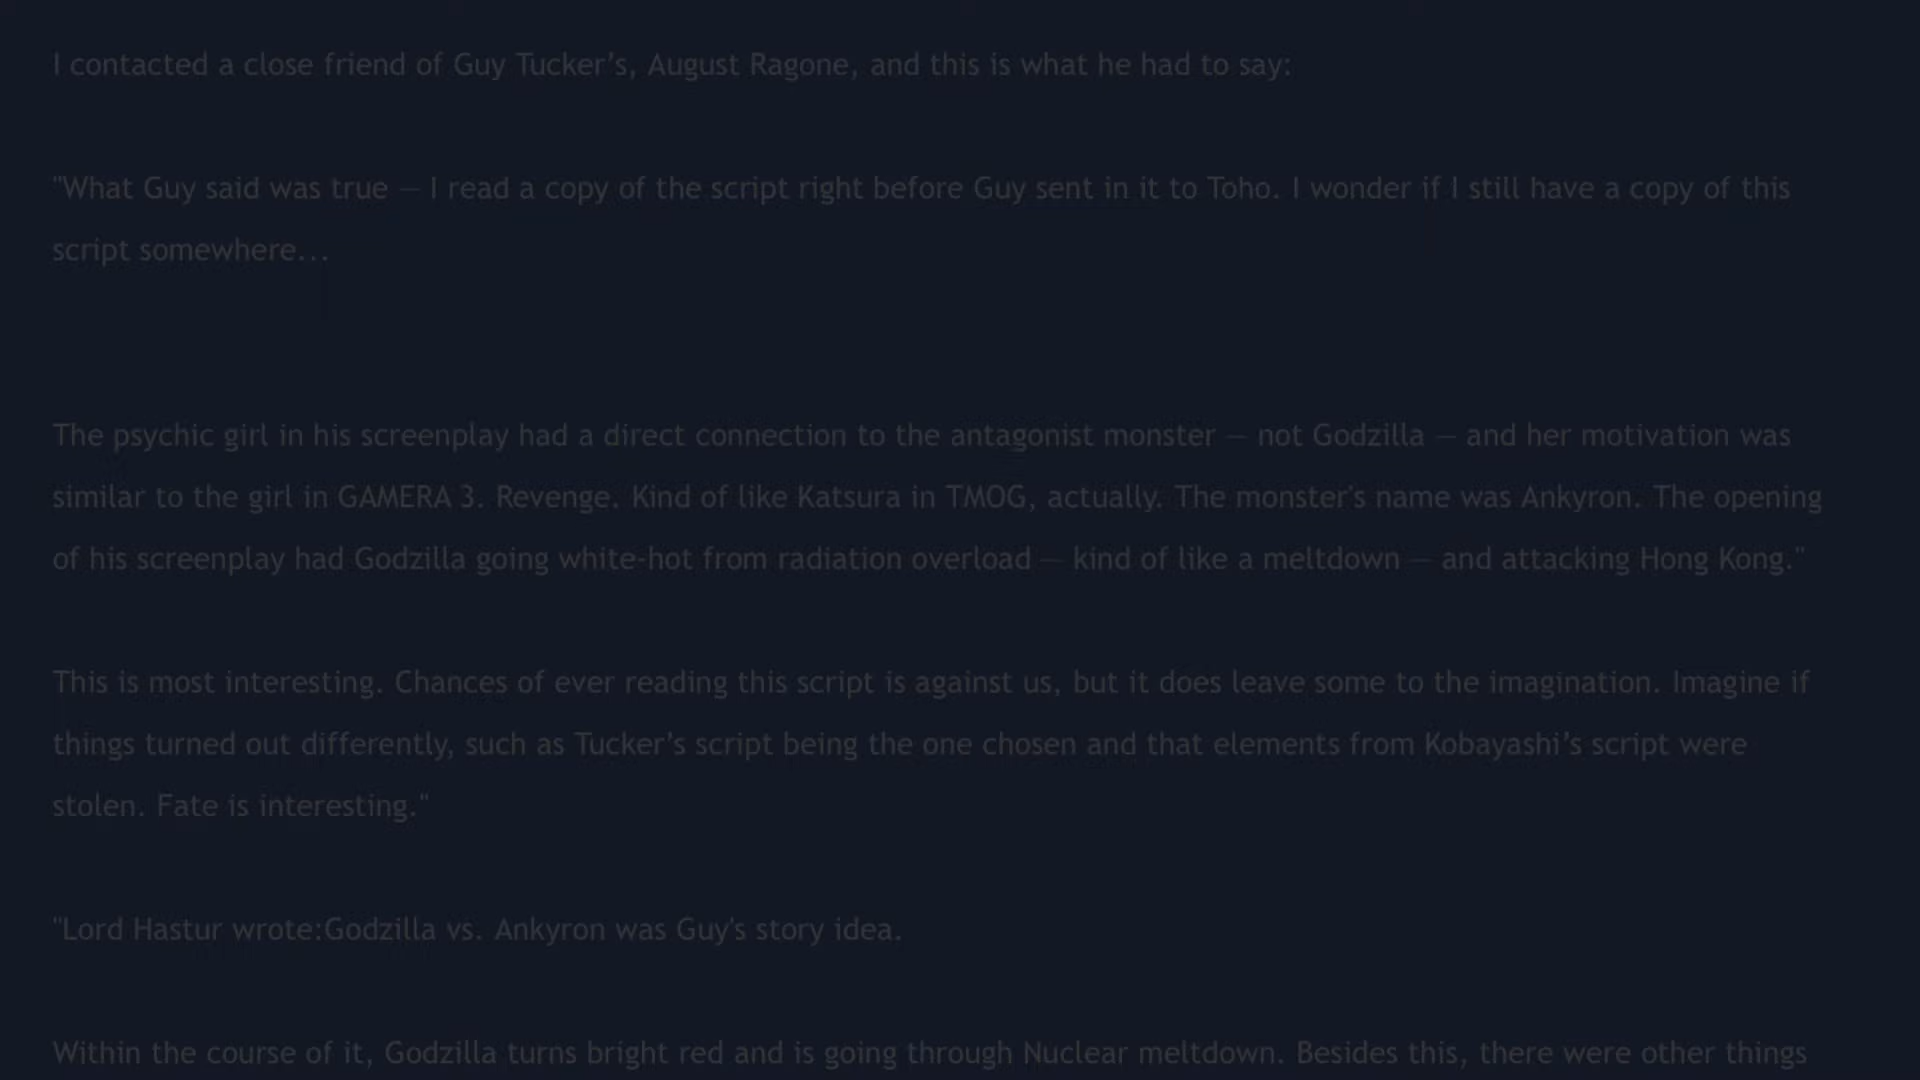 I contacted a close friend of Guy Tucker’s, August Ragone, and this is what he had to say:
"What Guy said was true — I read a copy of the script right before Guy sent in it to Toho. I wonder if I still have a copy of this
script somewhere...
The psychic girl in his screenplay had a direct connection to the antagonist monster — not Godzilla — and her motivation was
similar to the girl in GAMERA 3. Revenge. Kind of like Katsura in TMOG, actually. The monster's name was Ankyron. The opening
of his screenplay had Godzilla going white-hot from radiation overload — kind of like a meltdown — and attacking Hong Kong."
This is most interesting. Chances of ever reading this script is against us, but it does leave some to the imagination. Imagine if
things turned out differently, such as Tucker’s script being the one chosen and that elements from Kobayashi’s script were
stolen. Fate is interesting."
"Lord Hastur wrote:Godzilla vs. Ankyron was Guy's story idea.
Within the course of it, Godzilla turns bright red and is going through Nuclear meltdown. Besides this, there were other things